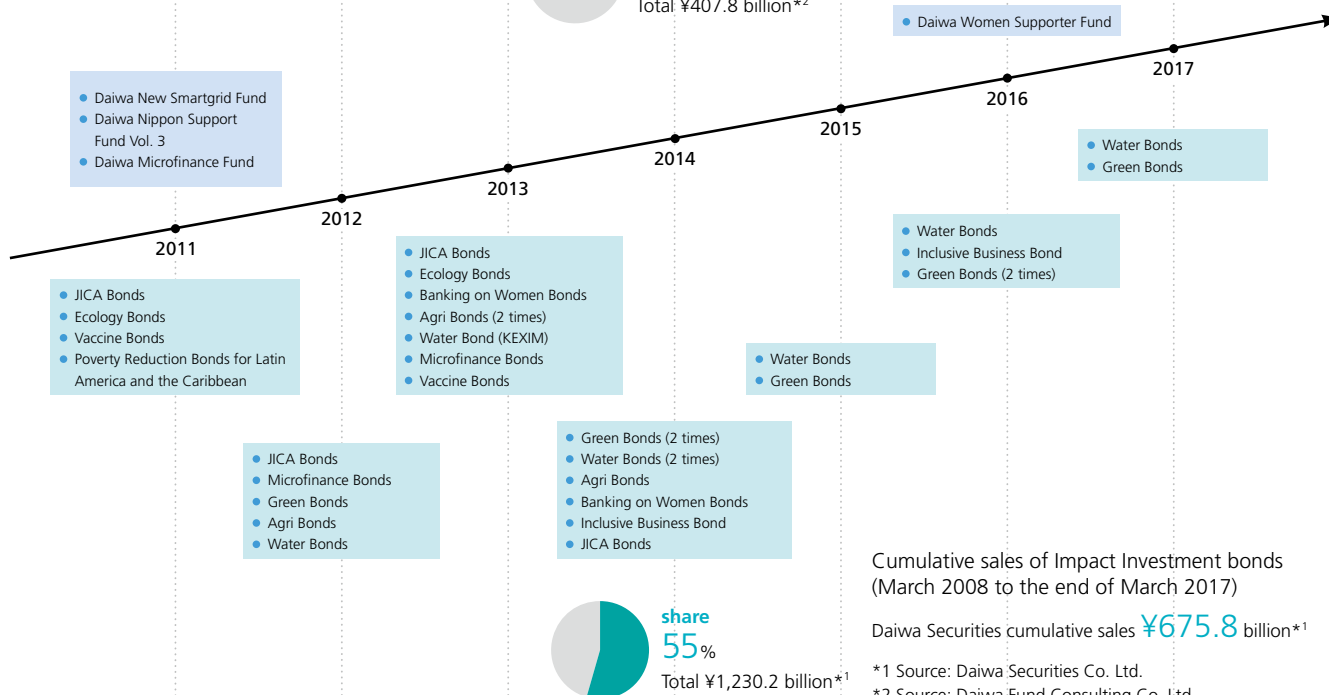 Total ¥407.8 billion*2
• Daiwa Women Supporter Fund
• Daiwa New Smartgrid Fund
• Daiwa Nippon Support
Fund Vol. 3
• Daiwa Microfinance Fund
2011
2012
2013
2014
2015
2016
2017
• JICA Bonds
• Ecology Bonds
• Vaccine Bonds
• Poverty Reduction Bonds for Latin
America and the Caribbean
• JICA Bonds
• Microfinance Bonds
• Green Bonds
• Agri Bonds
• Water Bonds
• JICA Bonds
• Ecology Bonds
• Banking on Women Bonds
• Agri Bonds (2 times)
• Water Bond (KEXIM)
• Microfinance Bonds
• Vaccine Bonds
• Green Bonds (2 times)
• Water Bonds (2 times)
• Agri Bonds
• Banking on Women Bonds
• Inclusive Business Bond
• JICA Bonds
• Water Bonds
• Green Bonds
• Water Bonds
• Inclusive Business Bond
• Green Bonds (2 times)
• Water Bonds
• Green Bonds
share
55%
Total ¥1,230.2 billion*1
Cumulative sales of Impact Investment bonds
(March 2008 to the end of March 2017)
Daiwa Securities cumulative sales ¥675.8 billion*1
*1 Source: Daiwa Securities Co. Ltd.
*2 Source: Daiwa Fund Consulting Co. Ltd.